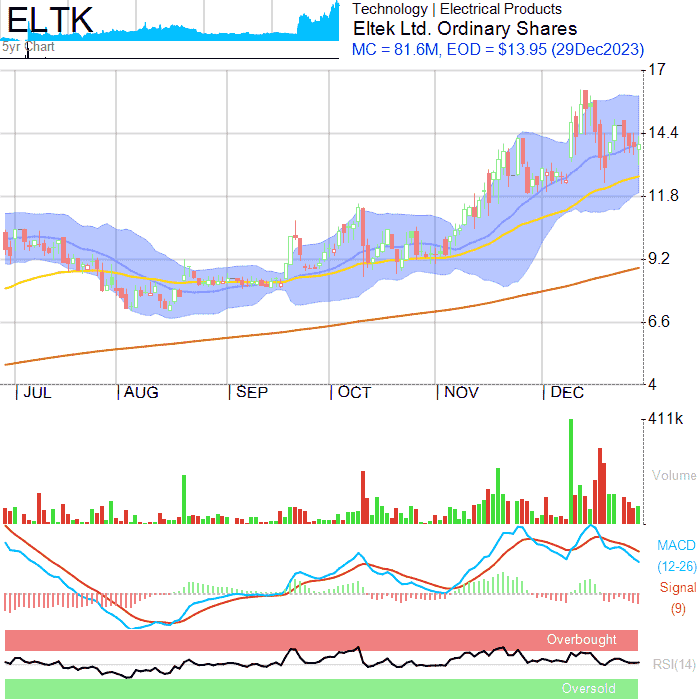 ELTK
5yr Chart
Technology | Electrical Products
Eltek Ltd. Ordinary Shares
MC = 81.6M, EOD = $13.95 (29Dec2023)
17
14.4
11.8
9.2
6.6
4
JUL AUG SEP OCT NOV DEC
411k
Volume
MACD
(12-26)
Signal
(9)
Overbought
RSI(14)
Oversold